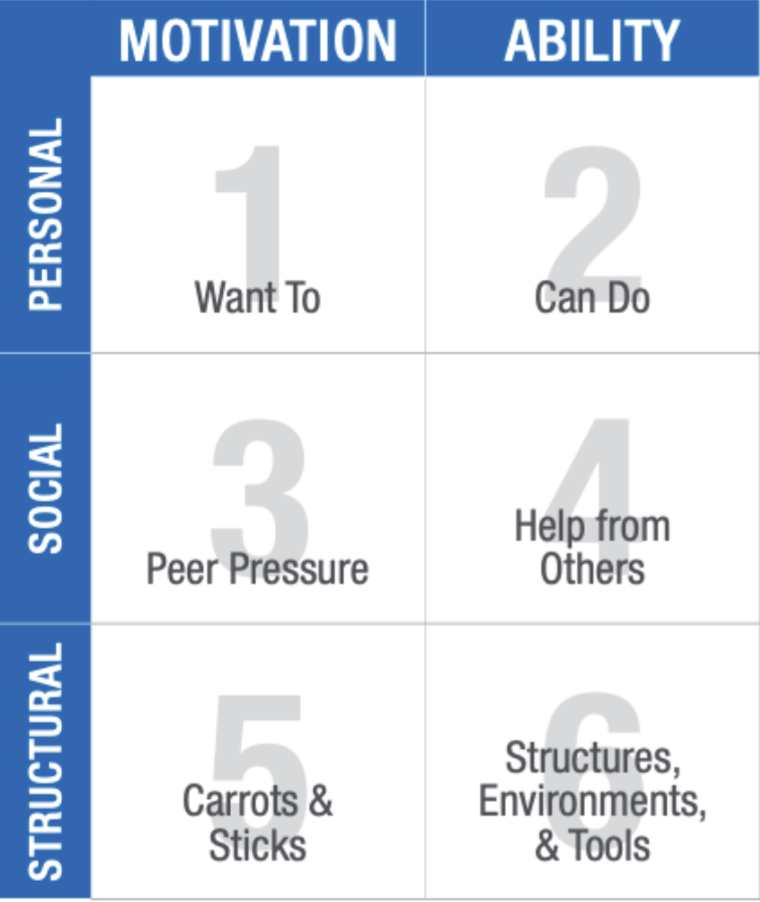 MOTIVATION
ABILITY
PERSONAL
1
Want To
2
Can Do
SOCIAL
3
Peer Pressure
4
Help from
Others
STRUCTURAL
5
Carrots &
Sticks
6
Structures,
Environments,
& Tools